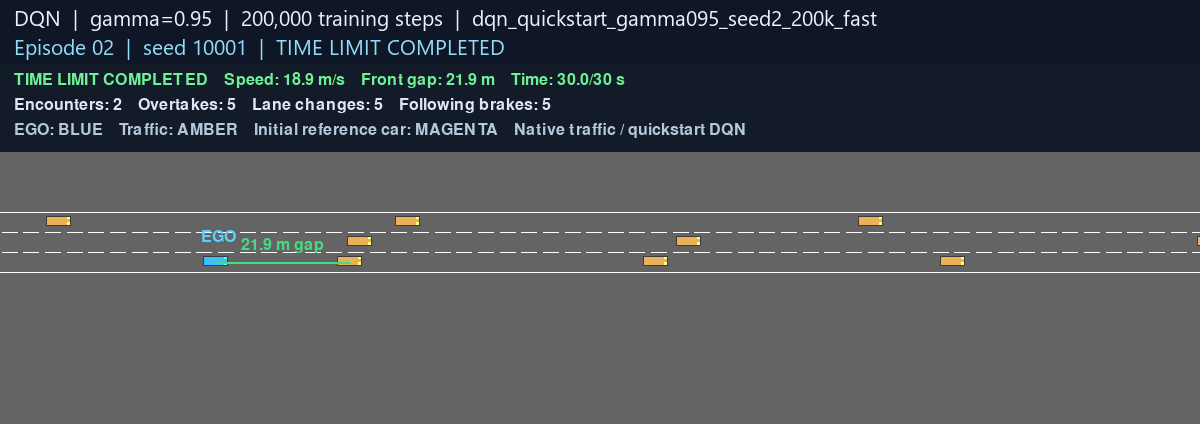 DQN | gamma=0.95 | 200,000 training steps | dqn_quickstart_gamma095_seed2_200k_fast
Episode 02 | seed 10001 | TIME LIMIT COMPLETED
TIME LIMIT COMPLETED Speed: 18.9 m/s Front gap: 21.9 m Time: 30.0/30 s
Encounters: 2 Overtakes: 5 Lane changes: 5 Following brakes: 5
EGO: BLUE Traffic: AMBER Initial reference car: MAGENTA Native traffic / quickstart DQN
EGO
21.9 m gap